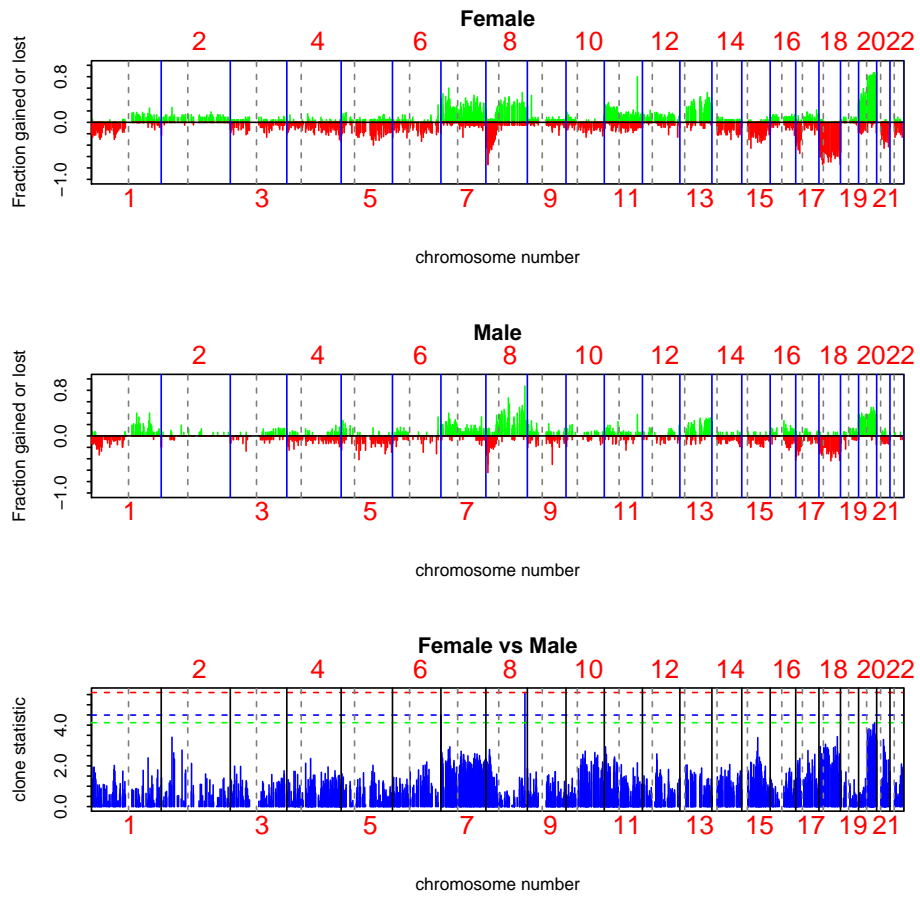 Female
2 4 6 8 10 12 14 16 18 20 22
Fraction gained or lost
0.8
0.0
−1.0
1 3 5 7 9 11 13 15 17 19 21
chromosome number
Male
2 4 6 8 10 12 14 16 18 20 22
Fraction gained or lost
0.8
0.0
−1.0
1 3 5 7 9 11 13 15 17 19 21
chromosome number
Female vs Male
2 4 6 8 10 12 14 16 18 20 22
clone statistic
4.0
2.0
0.0
1 3 5 7 9 11 13 15 17 19 21
chromosome number